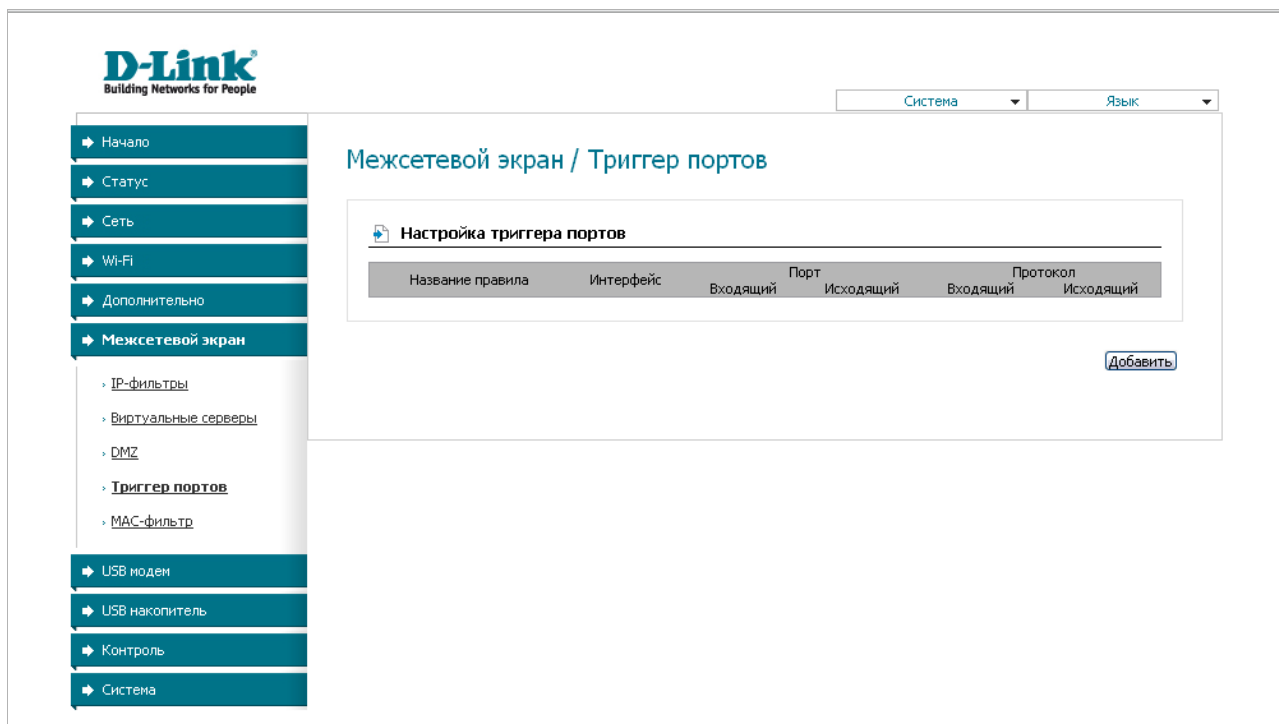 D-Link
Building Networks for People
Система
Язык
Начало
Статус
Сеть
Wi-Fi
Дополнительно
Межсетевой экран
IP-фильтры
Виртуальные серверы
DMZ
Триггер портов
МАС-фильтр
USB модем
USB накопитель
Контроль
Система
Межсетевой экран / Триггер портов
Настройка триггера портов
Название правила Интерфейс Порт Протокол
Входящий Исходящий Входящий Исходящий
Добавить